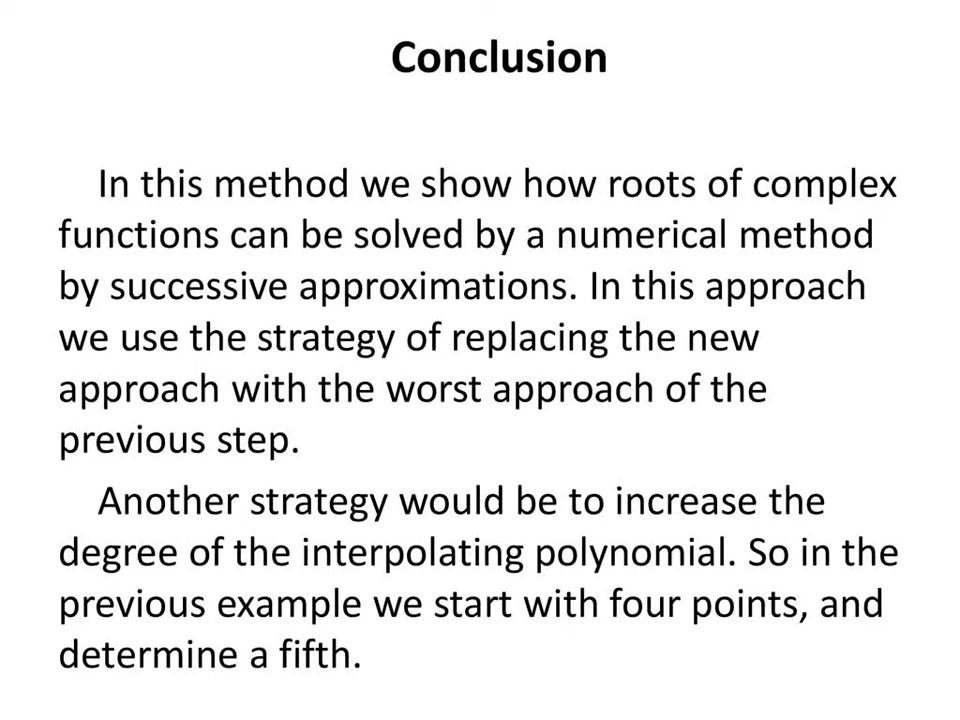 Conclusion
In this method we show how roots of complex
functions can be solved by a numerical method
by successive approximations. In this approach
we use the strategy of replacing the new
approach with the worst approach of the
previous step.
Another strategy would be to increase the
degree of the interpolating polynomial. So in the
previous example we start with four points, and
determine a fifth.